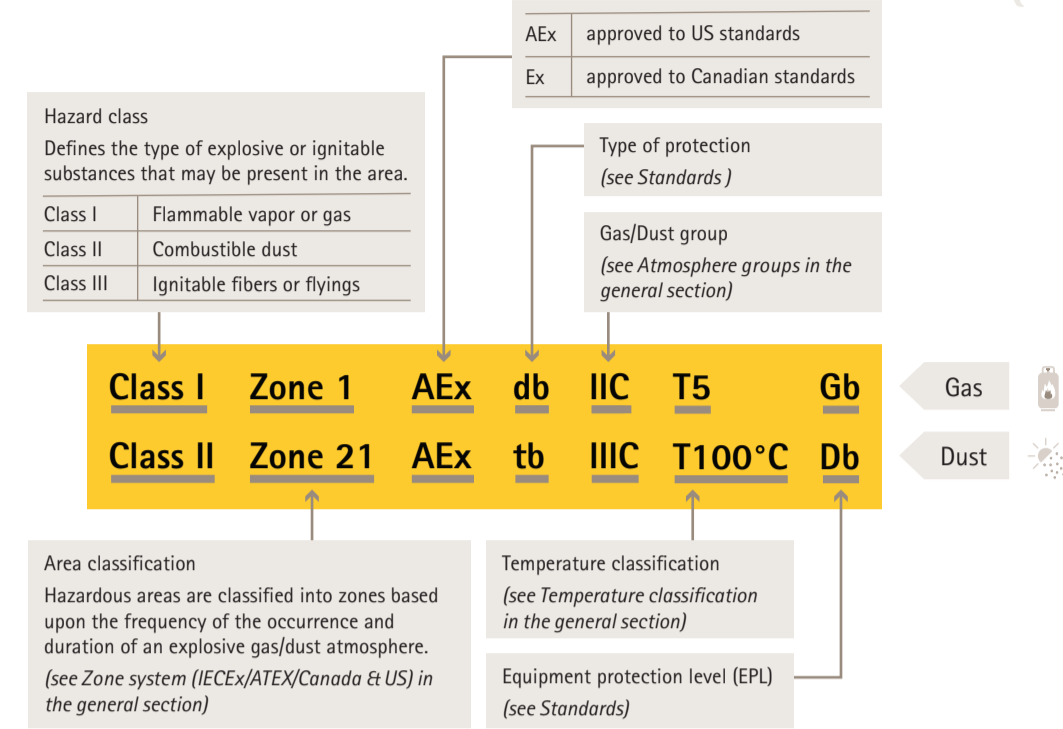 AEx approved to US standards
Ex approved to Canadian standards
Hazard class
Defines the type of explosive or ignitable
substances that may be present in the area.
Class I Flammable vapor or gas
Class II Combustible dust
Class III Ignitable fibers or flyings
Type of protection
(see Standards )
Gas/Dust group
(see Atmosphere groups in the
general section)
Class I Zone 1 AEx db IIC T5 Gb
Gas
Class II Zone 21 AEx tb IIIC T100°C Db
Dust
Area classification
Hazardous areas are classified into zones based
upon the frequency of the occurrence and
duration of an explosive gas/dust atmosphere.
(see Zone system (IECEx/ATEX/Canada & US) in
the general section)
Temperature classification
(see Temperature classification
in the general section)
Equipment protection level (EPL)
(see Standards)